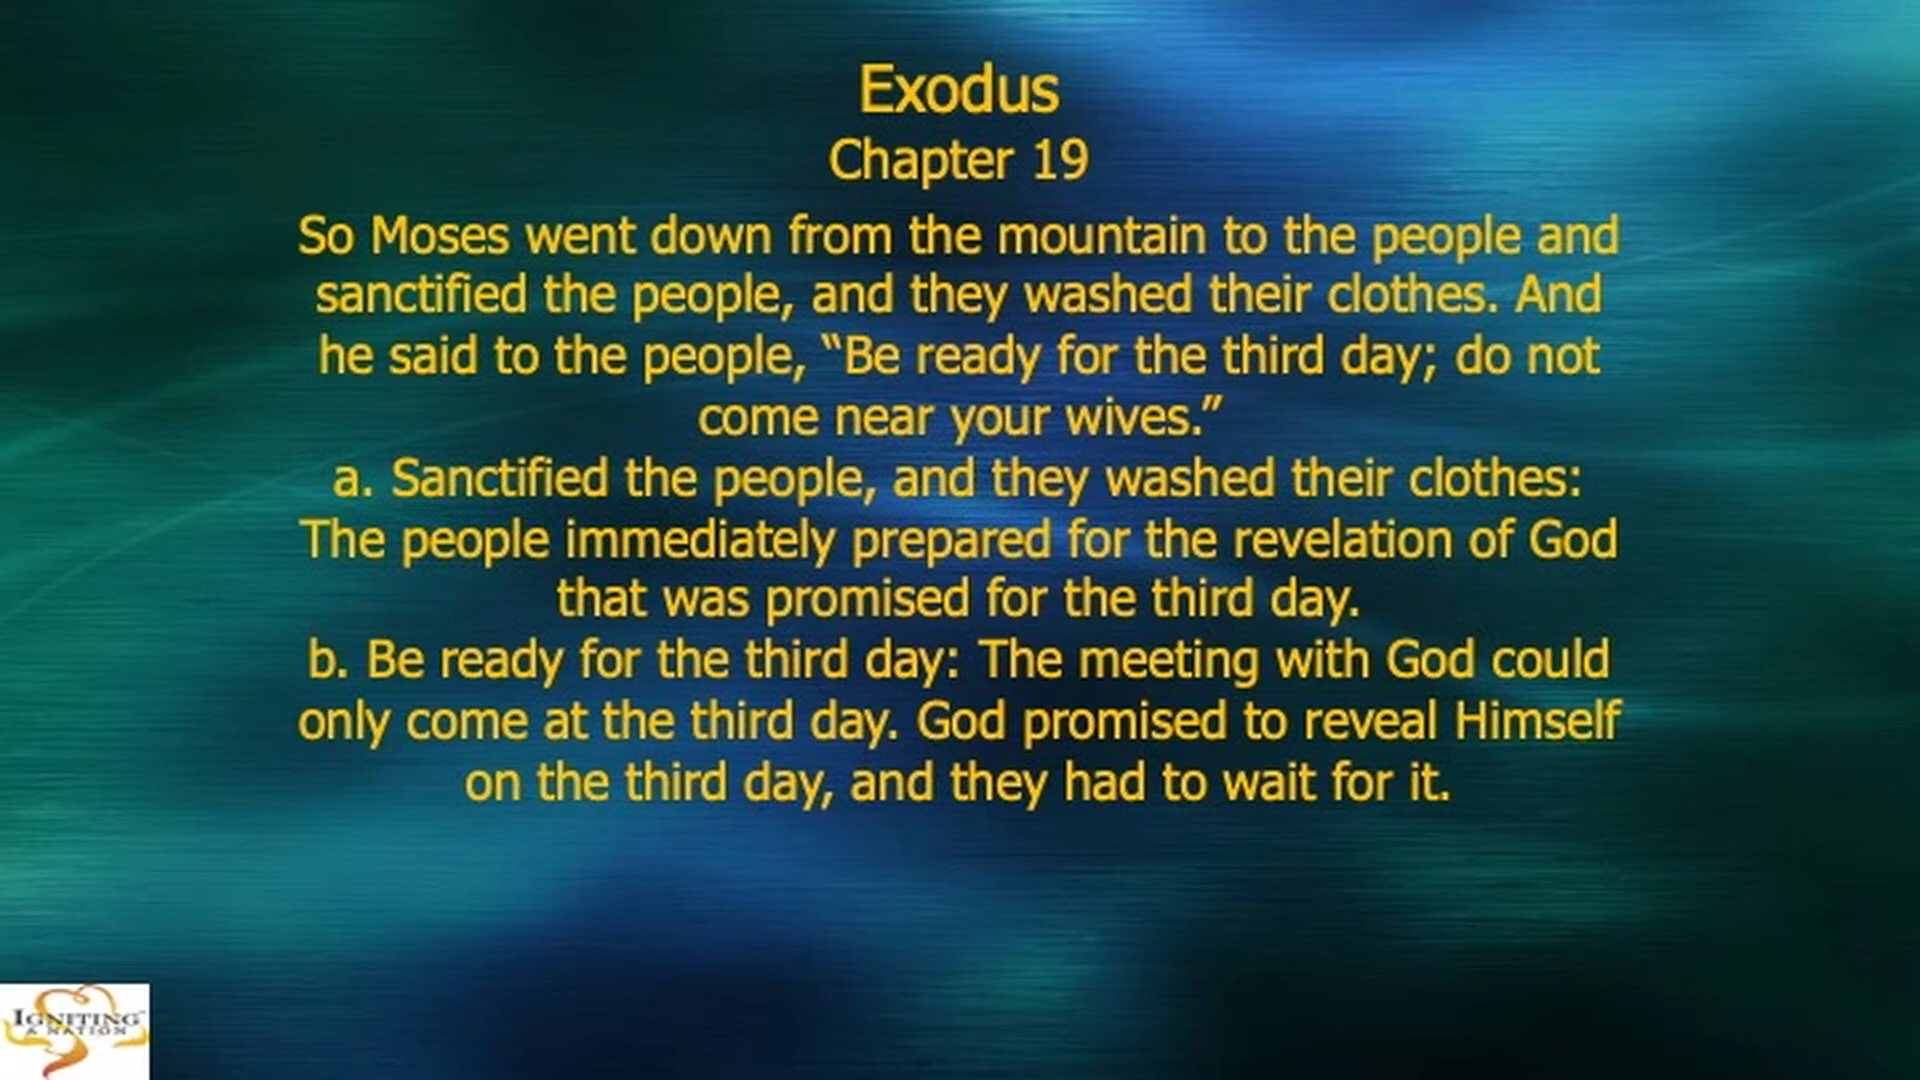 Exodus
Chapter 19
So Moses went down from the mountain to the people and
sanctified the people, and they washed their clothes. And
he said to the people, “Be ready for the third day; do not
come near your wives.”
a. Sanctified the people, and they washed their clothes:
The people immediately prepared for the revelation of God
that was promised for the third day.
b. Be ready for the third day: The meeting with God could
only come at the third day. God promised to reveal Himself
on the third day, and they had to wait for it.
IGNITING
A NATION